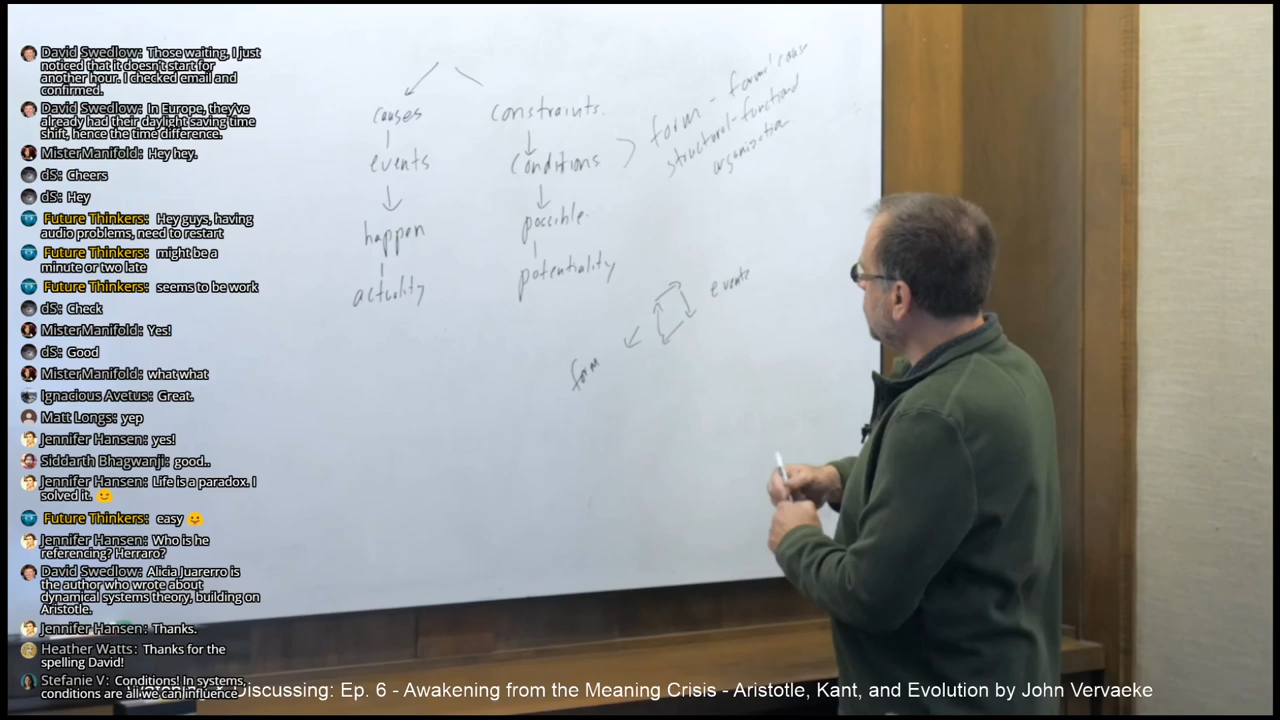 David Swedlow: Those waiting, I just
noticed that it doesn't start for
another hour. I checked email and
confirmed.
David Swedlow: In Europe, they've
already had their daylight saving time
shift, hence the time difference.
MisterManifold: Hey hey.
dS: Cheers
dS: Hey
Future Thinkers: Hey guys, having
audio problems, need to restart
Future Thinkers: might be a
minute or two late
Future Thinkers: seems to be work
dS: Check
MisterManifold: Yes!
dS: Good
MisterManifold: what what
Ignacious Avetus: Great.
Matt Longs: yep
Jennifer Hansen: yes!
Siddarth Bhagwanji: good..
Jennifer Hansen: Life is a paradox. I
solved it. 🙂
Future Thinkers: easy 🙂
Jennifer Hansen: Who is he
referencing? Herraro?
David Swedlow: Alicia Juarerro is
the author who wrote about
dynamical systems theory, building on
Aristotle.
Jennifer Hansen: Thanks.
Heather Watts: Thanks for the
spelling David!
Stefanie V: Conditions! In systems,
conditions are all we can influence
causes
events
happen
actuality
constraints.
conditions
possible.
potentiality
form - formal cause
structural-functional
organization
events
form
Discussing: Ep. 6 - Awakening from the Meaning Crisis - Aristotle, Kant, and Evolution by John Vervaeke